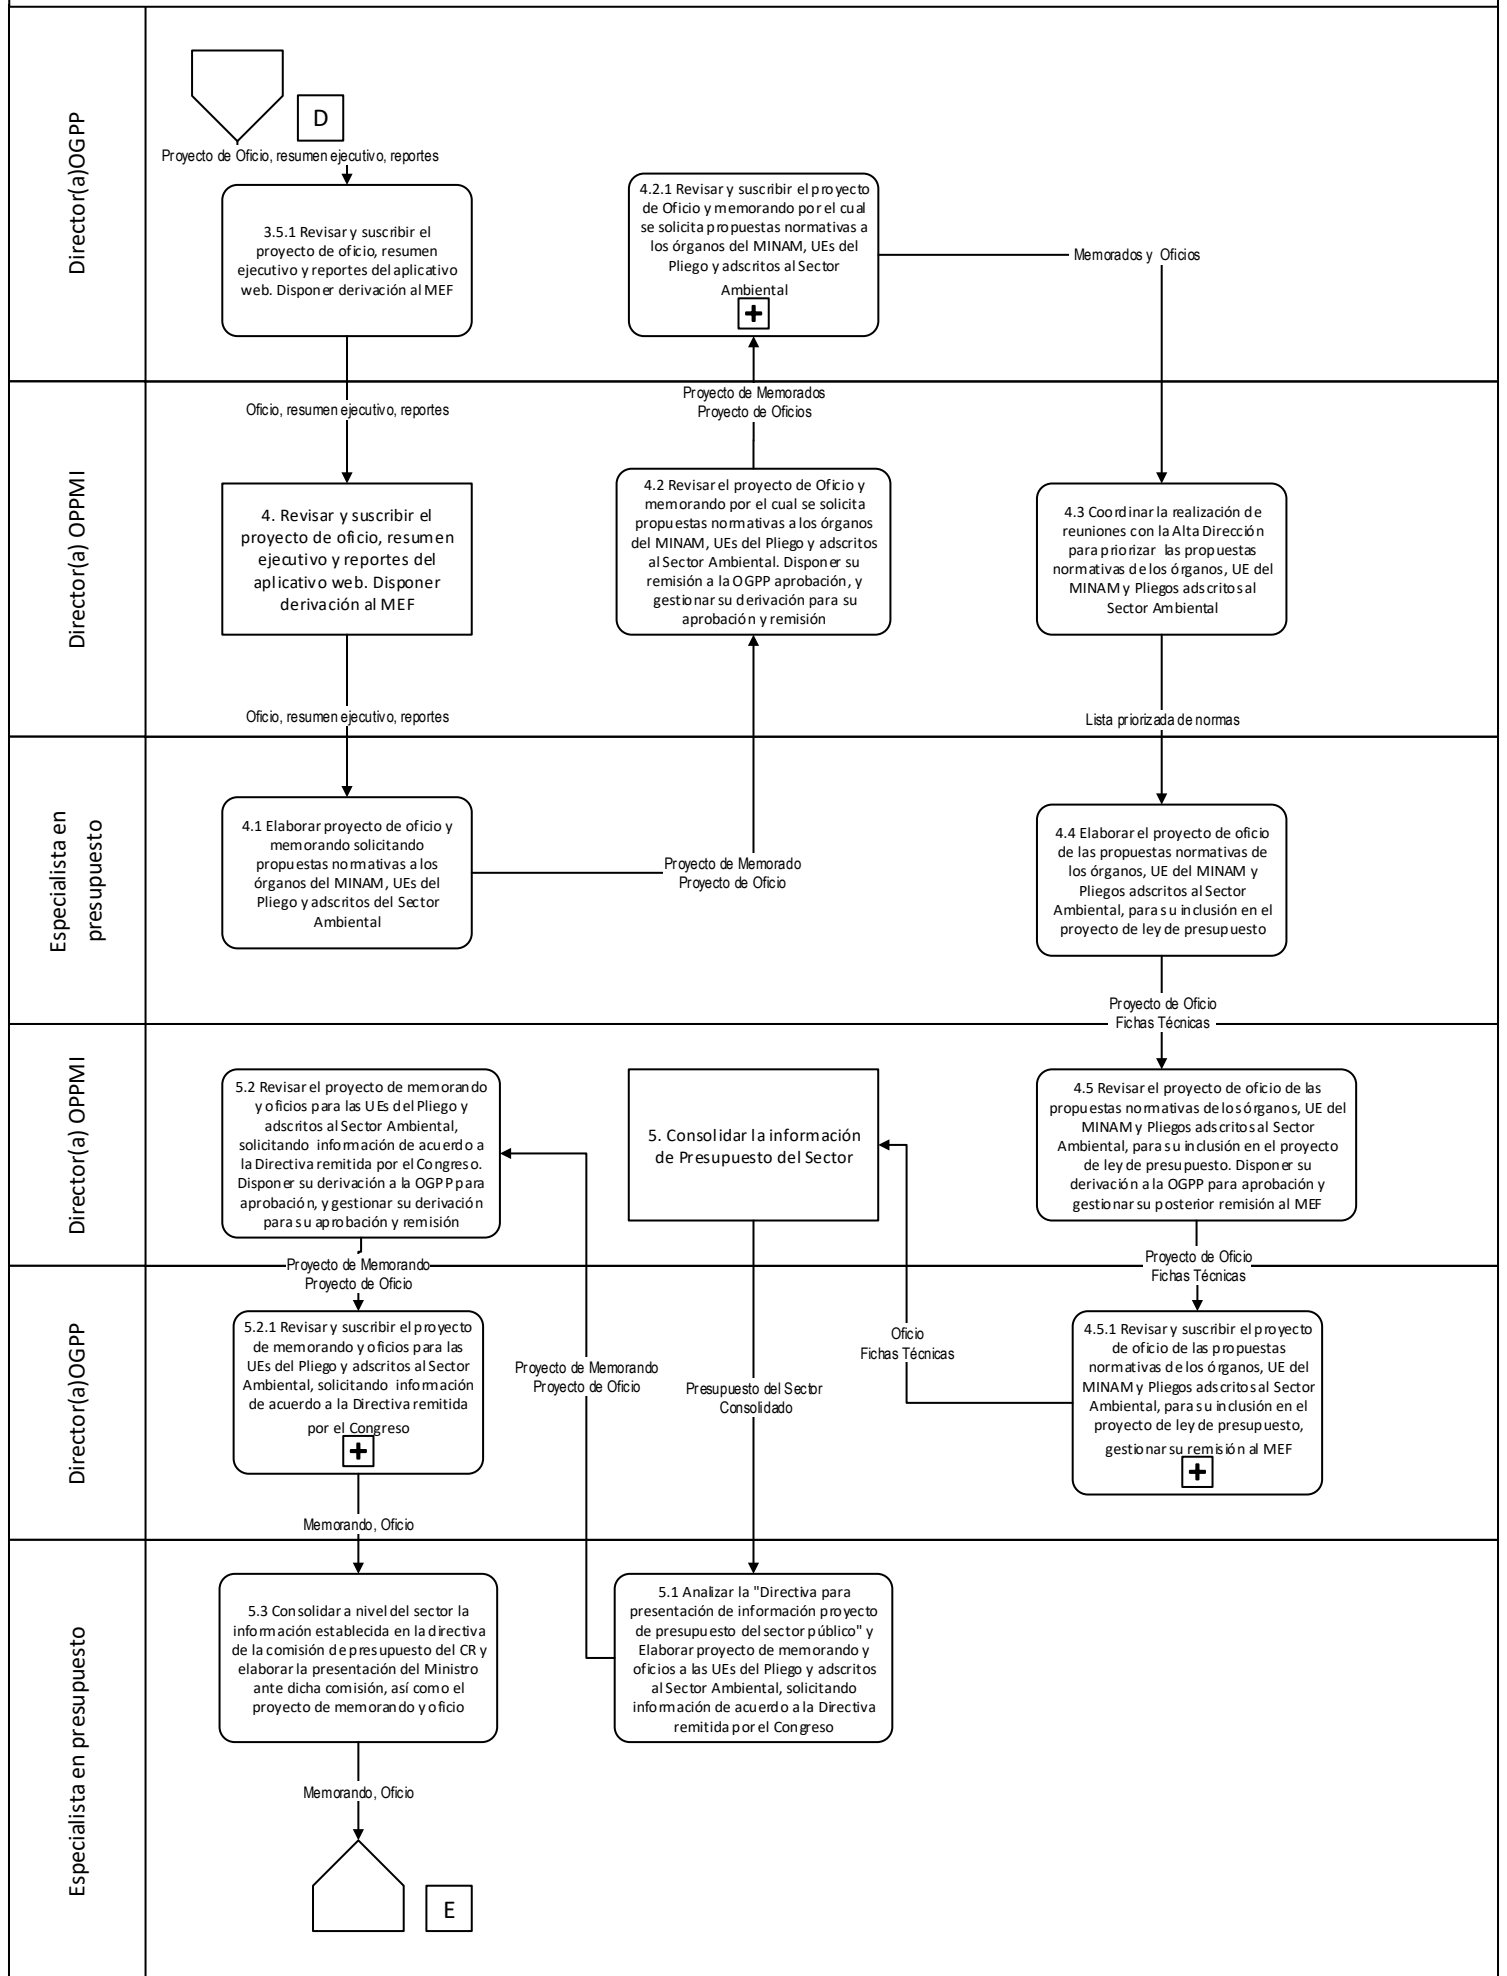 Director(a)OGPP
D
Proyecto de Oficio, resumen ejecutivo, reportes
3.5.1 Revisar y suscribir el
proyecto de oficio, resumen
ejecutivo y reportes del aplicativo
web. Disponer derivación al MEF
4.2.1 Revisar y suscribir el proyecto
de Oficio y memorando por el cual
se solicita propuestas normativas a
los órganos del MINAM, UEs del
Pliego y adscritos al Sector
Ambiental
Memorados y Oficios
Director(a) OPPMI
Oficio, resumen ejecutivo, reportes
4. Revisar y suscribir el
proyecto de oficio, resumen
ejecutivo y reportes del
aplicativo web. Disponer
derivación al MEF
Oficio, resumen ejecutivo, reportes
Proyecto de Memorados
Proyecto de Oficios
4.2 Revisar el proyecto de Oficio y
memorando por el cual se solicita
propuestas normativas a los órganos
del MINAM, UEs del Pliego y adscritos
al Sector Ambiental. Disponer su
remisión a la OGPP aprobación, y
gestionar su derivación para su
aprobación y remisión
4.3 Coordinar la realización de
reuniones con la Alta Dirección
para priorizar las propuestas
normativas de los órganos, UE del
MINAM y Pliegos adscritos al
Sector Ambiental
Lista priorizada de normas
Especialista en
presupuesto
4.1 Elaborar proyecto de oficio y
memorando solicitando
propuestas normativas a los
órganos del MINAM, UEs del
Pliego y adscritos del Sector
Ambiental
Proyecto de Memorado
Proyecto de Oficio
4.4 Elaborar el proyecto de oficio
de las propuestas normativas de
los órganos, UE del MINAM y
Pliegos adscritos al Sector
Ambiental, para su inclusión en el
proyecto de ley de presupuesto
Proyecto de Oficio
Fichas Técnicas
Director(a) OPPMI
5.2 Revisar el proyecto de memorando
y oficios para las UEs del Pliego y
adscritos al Sector Ambiental,
solicitando información de acuerdo a
la Directiva remitida por el Congreso.
Disponer su derivación a la OGPP para
aprobación, y gestionar su derivación
para su aprobación y remisión
Proyecto de Memorando
Proyecto de Oficio
5. Consolidar la información
de Presupuesto del Sector
4.5 Revisar el proyecto de oficio de las
propuestas normativas de los órganos, UE del
MINAM y Pliegos adscritos al Sector
Ambiental, para su inclusión en el proyecto
de ley de presupuesto. Disponer su
derivación a la OGPP para aprobación y
gestionar su posterior remisión al MEF
Proyecto de Oficio
Fichas Técnicas
Director(a)OGPP
5.2.1 Revisar y suscribir el proyecto
de memorando y oficios para las
UEs del Pliego y adscritos al Sector
Ambiental, solicitando información
de acuerdo a la Directiva remitida
por el Congreso
Memorando, Oficio
Proyecto de Memorando
Proyecto de Oficio
Presupuesto del Sector
Consolidado
Oficio
Fichas Técnicas
4.5.1 Revisar y suscribir el proyecto
de oficio de las propuestas
normativas de los órganos, UE del
MINAM y Pliegos adscritos al Sector
Ambiental, para su inclusión en el
proyecto de ley de presupuesto,
gestionar su remisión al MEF
Especialista en presupuesto
5.3 Consolidar a nivel del sector la
información establecida en la directiva
de la comisión de presupuesto del CR y
elaborar la presentación del Ministro
ante dicha comisión, así como el
proyecto de memorando y oficio
Memorando, Oficio
5.1 Analizar la "Directiva para
presentación de información proyecto
de presupuesto del sector público" y
Elaborar proyecto de memorando y
oficios a las UEs del Pliego y adscritos
al Sector Ambiental, solicitando
información de acuerdo a la Directiva
remitida por el Congreso
E